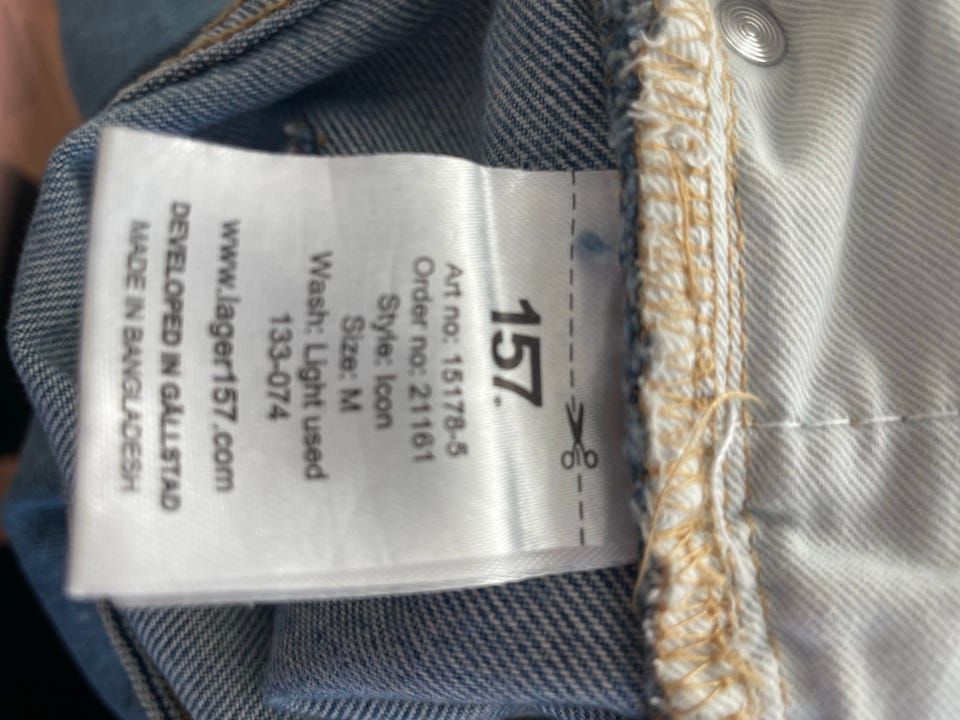 157.
Art no: 15178-5
Order no: 21161
Style: Icon
Size: M
Wash: Light used
133-074
www.lager157.com
DEVELOPED IN GÄLLSTAD
MADE IN BANGLADESH